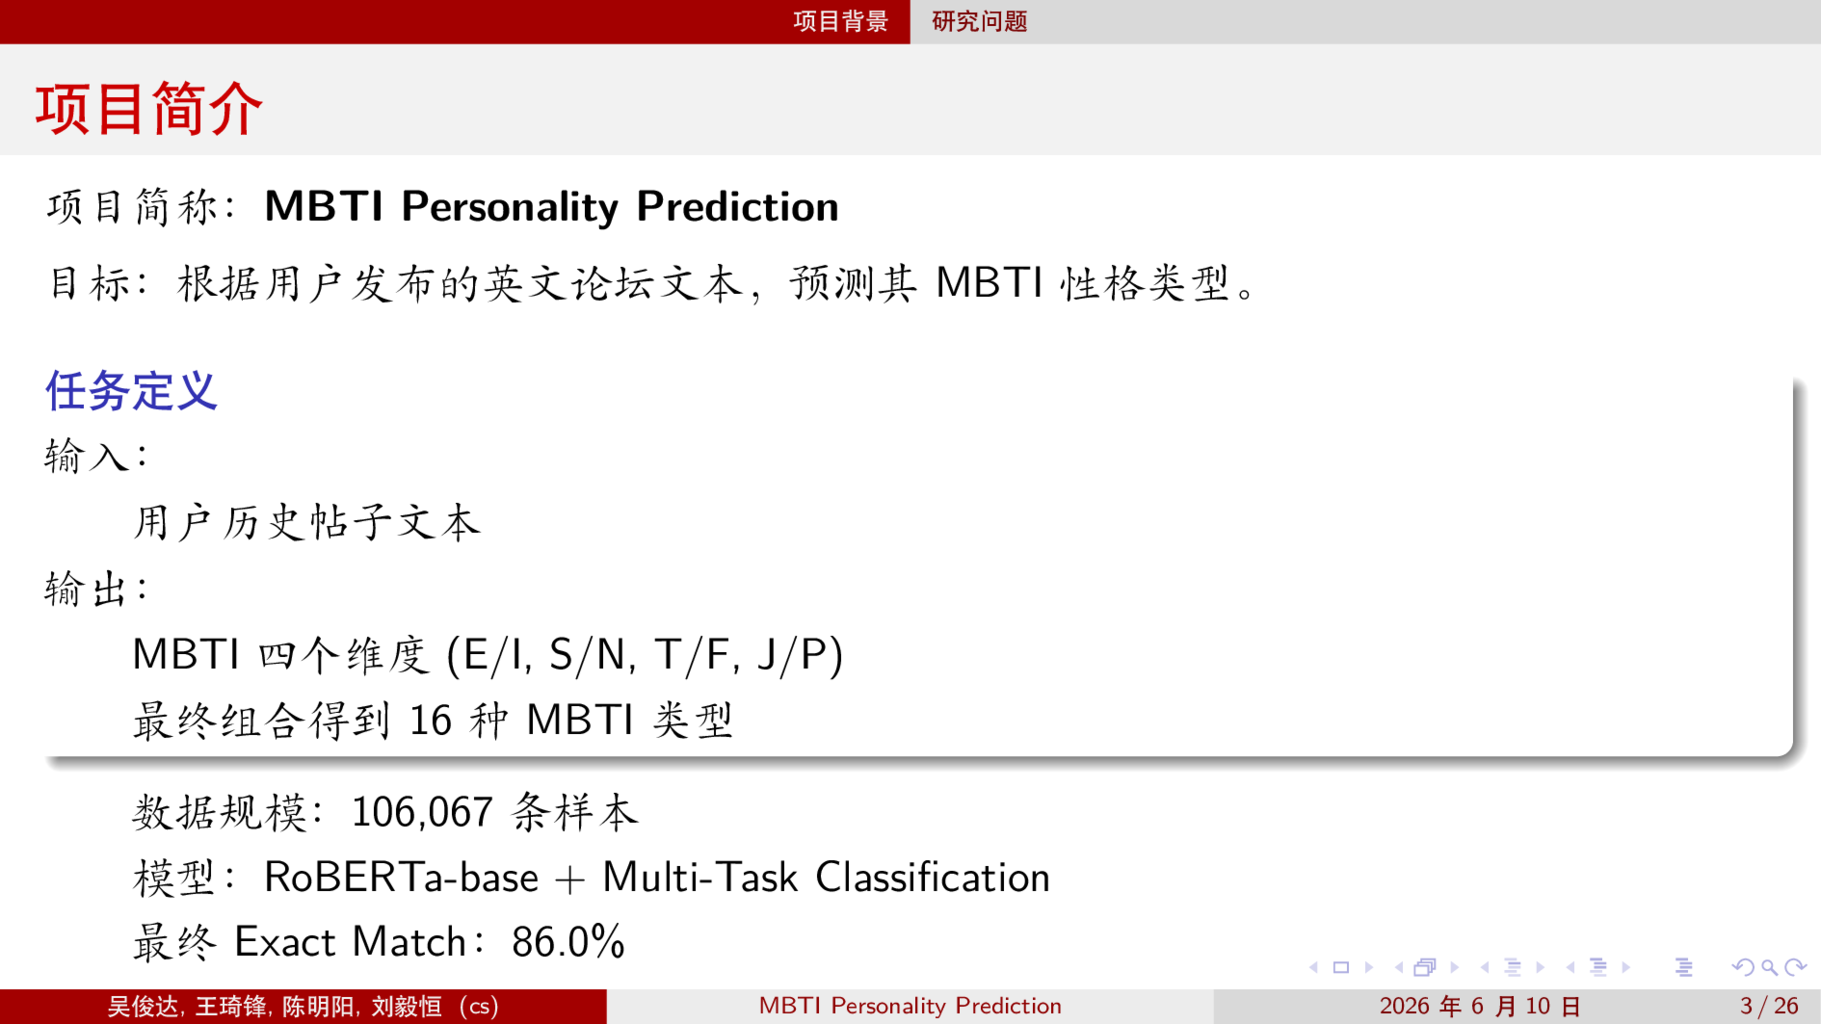 项目背景 研究问题
项目简介
项目简称：MBTI Personality Prediction
目标：根据用户发布的英文论坛文本，预测其 MBTI 性格类型。
任务定义
输入：
用户历史帖子文本
输出：
MBTI 四个维度 (E/I, S/N, T/F, J/P)
最终组合得到 16 种 MBTI 类型
数据规模：106,067 条样本
模型：RoBERTa-base + Multi-Task Classification
最终 Exact Match：86.0%
吴俊达, 王琦锋, 陈明阳, 刘毅恒 (cs) MBTI Personality Prediction 2026 年 6 月 10 日 3 / 26